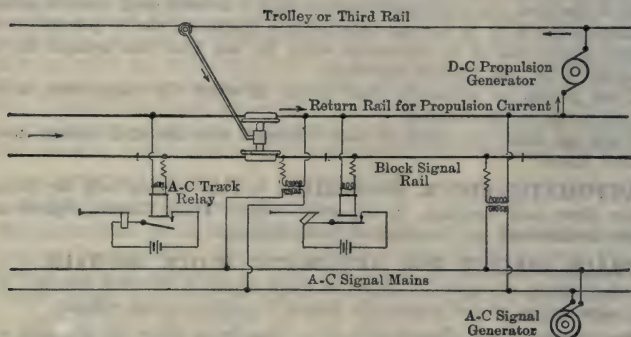 Trolley or Third Rail
D-C Propulsion
Generator
Return Rail for Propulsion Current
Block Signal
Rail
A-C Track
Relay
A-C Signal Mains
A-C Signal
Generator